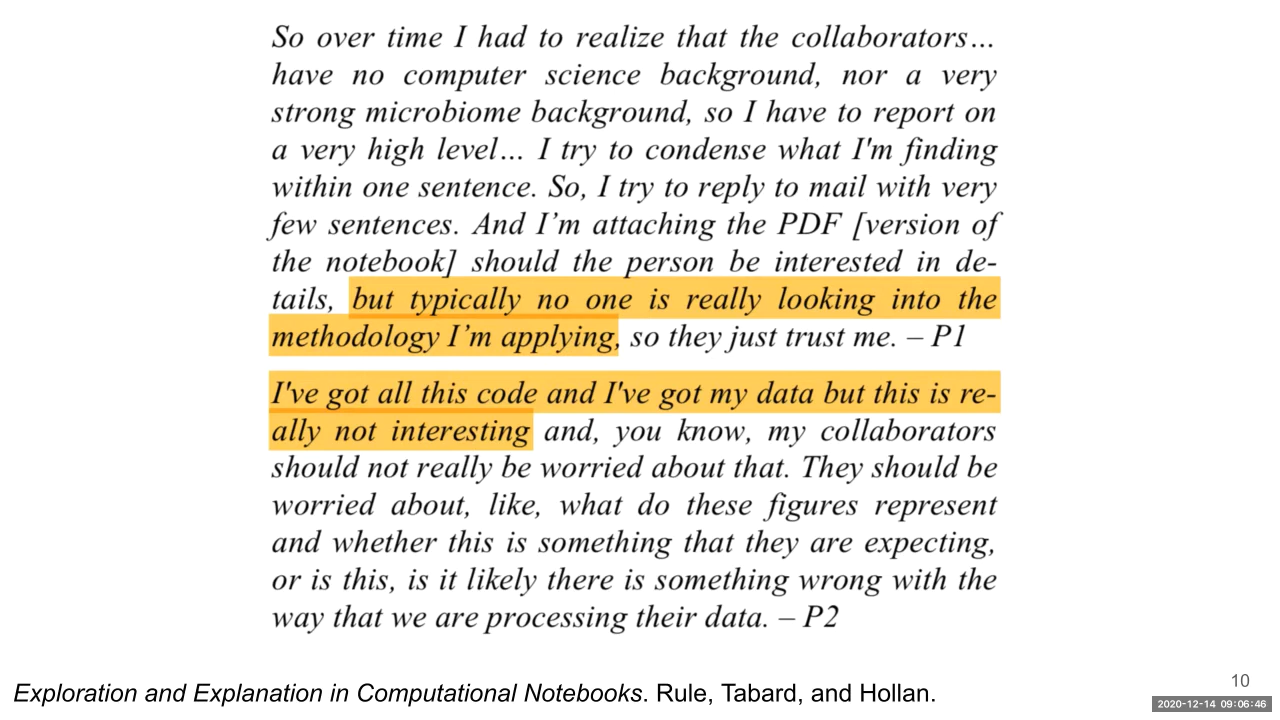 So over time I had to realize that the collaborators…
have no computer science background, nor a very
strong microbiome background, so I have to report on
a very high level… I try to condense what I'm finding
within one sentence. So, I try to reply to mail with very
few sentences. And I’m attaching the PDF [version of
the notebook] should the person be interested in de-
tails, but typically no one is really looking into the
methodology I’m applying, so they just trust me. – P1
I've got all this code and I've got my data but this is re-
ally not interesting and, you know, my collaborators
should not really be worried about that. They should be
worried about, like, what do these figures represent
and whether this is something that they are expecting,
or is this, is it likely there is something wrong with the
way that we are processing their data. – P2
Exploration and Explanation in Computational Notebooks. Rule, Tabard, and Hollan.
10
2020-12-14 09:06:46